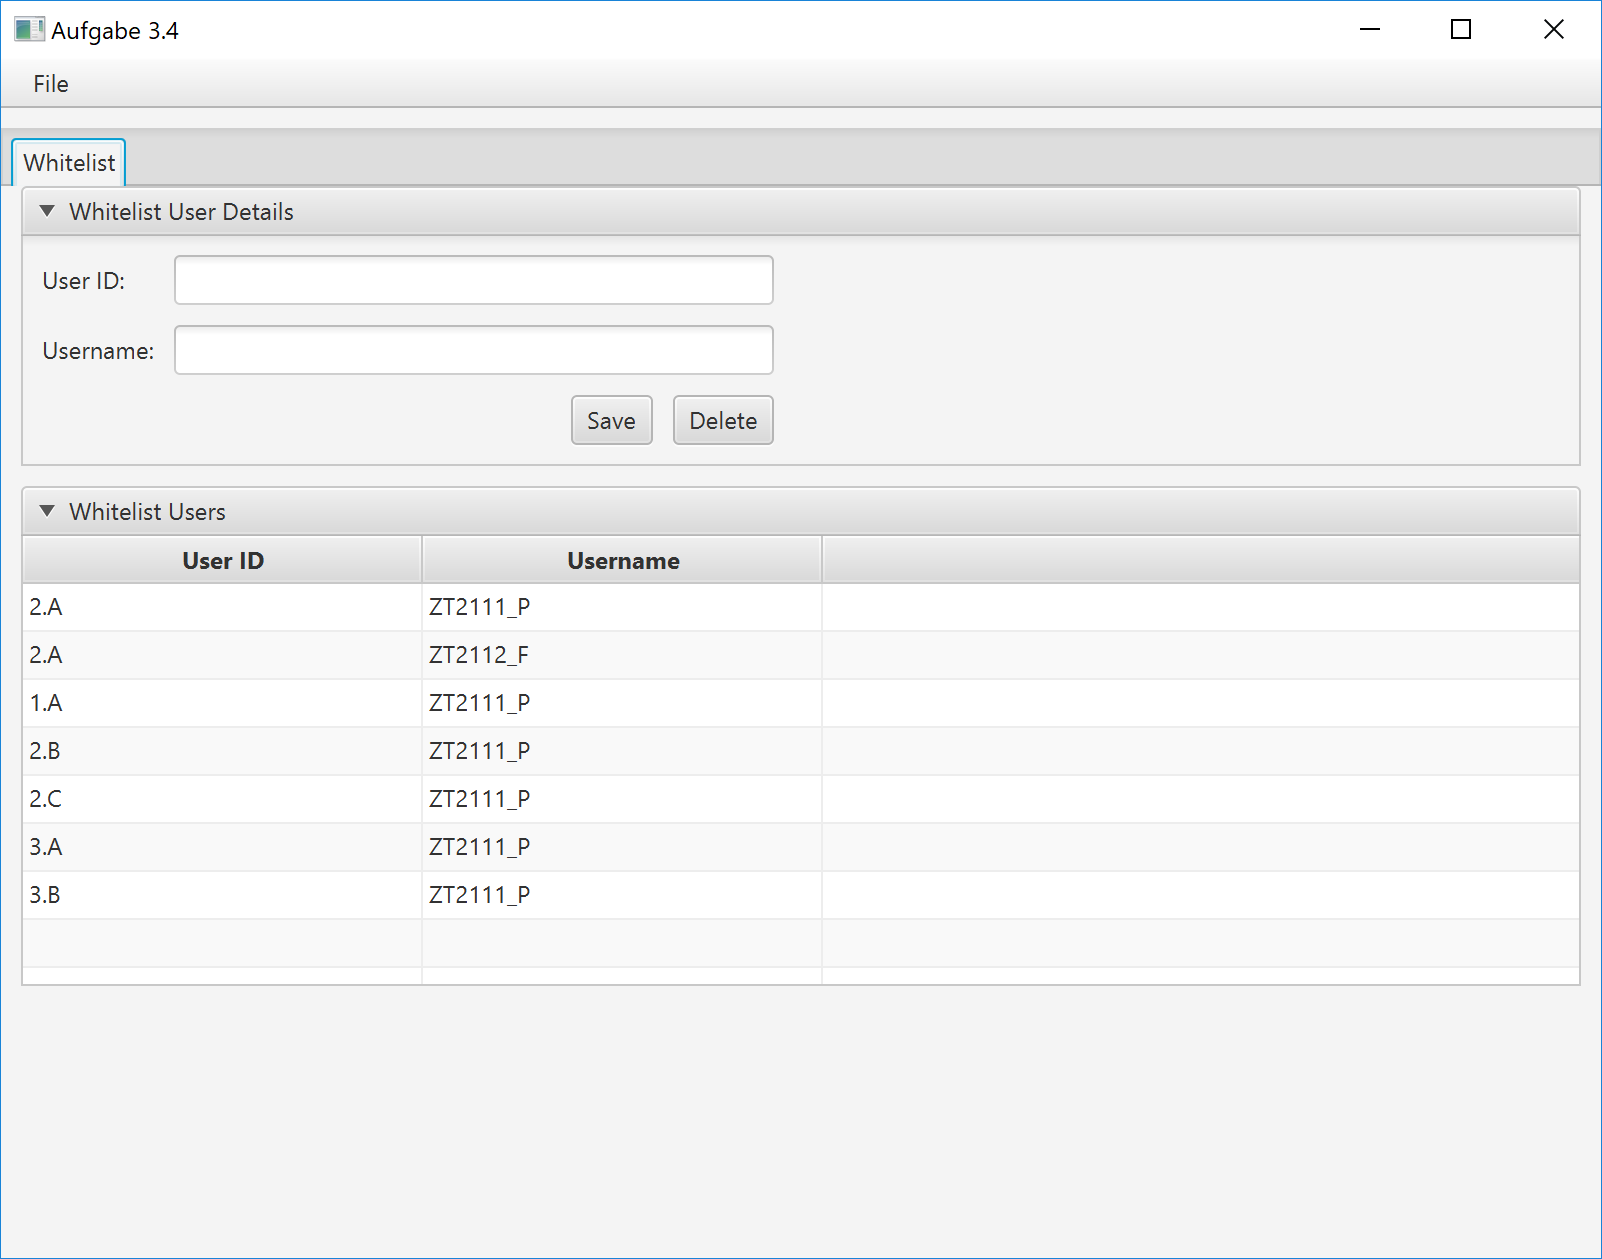 Aufgabe 3.4
File
Whitelist
Whitelist User Details
User ID:
Username:
Save Delete
Whitelist Users
User ID Username
2.A ZT2111_P
2.A ZT2112_F
1.A ZT2111_P
2.B ZT2111_P
2.C ZT2111_P
3.A ZT2111_P
3.B ZT2111_P